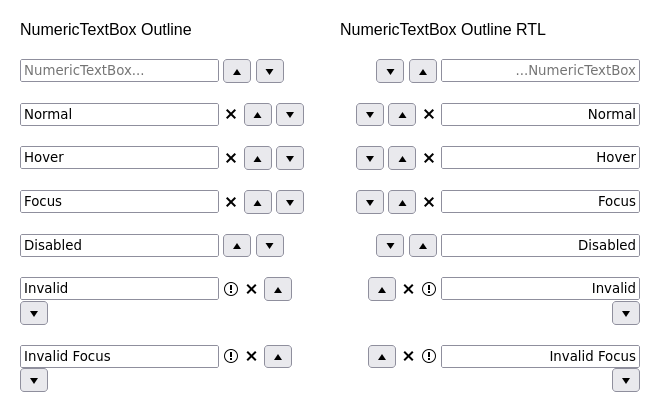 NumericTextBox Outline
NumericTextBox...
Normal
Hover
Focus
Disabled
Invalid
Invalid Focus
NumericTextBox Outline RTL
...NumericTextBox
Normal
Hover
Focus
Disabled
Invalid
Invalid Focus